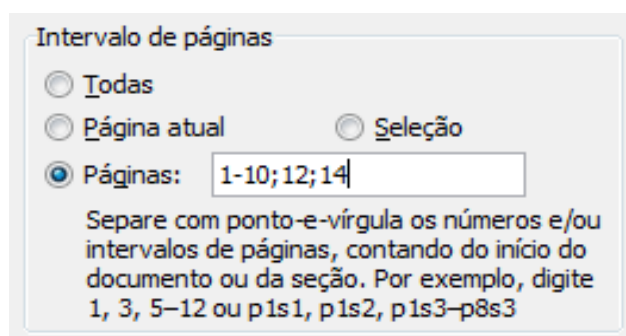 Intervalo de páginas
Todas
Página atual Seleção
Páginas: 1-10;12;14
Separe com ponto-e-vírgula os números e/ou
intervalos de páginas, contando do início do
documento ou da seção. Por exemplo, digite
1, 3, 5–12 ou p1s1, p1s2, p1s3–p8s3